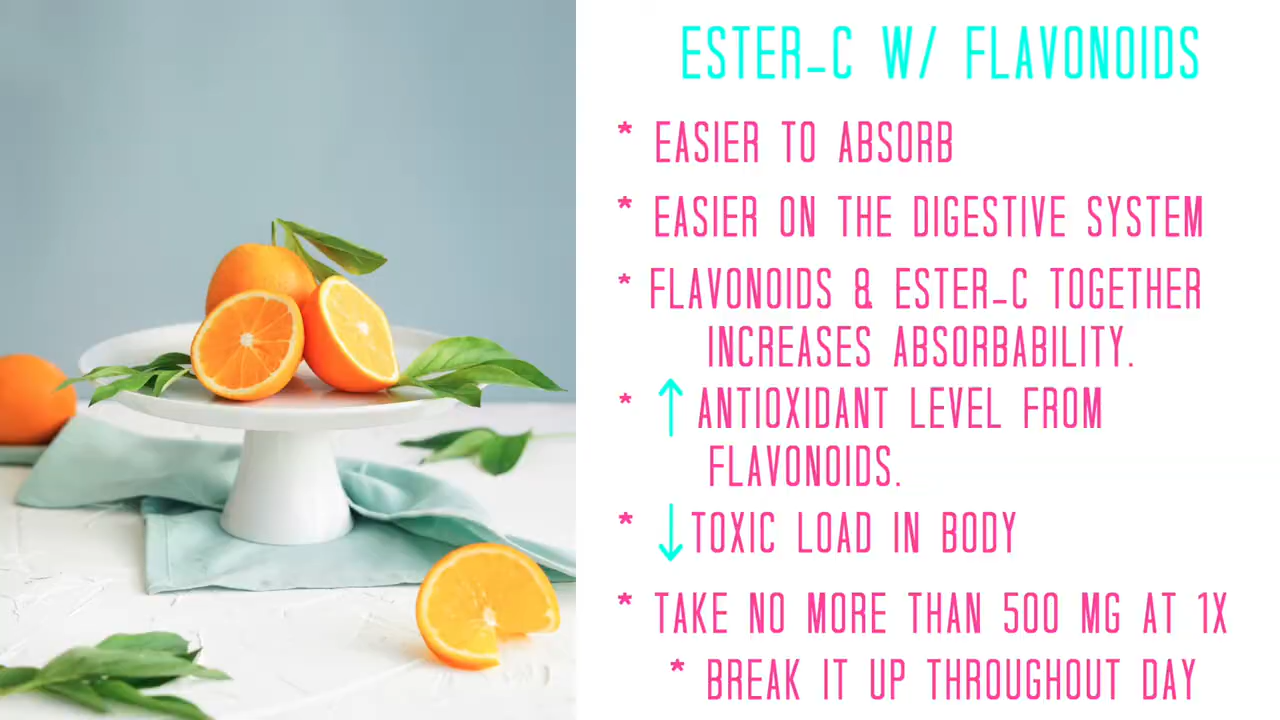 ESTER-C W/ FLAVONOIDS
* EASIER TO ABSORB
* EASIER ON THE DIGESTIVE SYSTEM
* FLAVONOIDS & ESTER-C TOGETHER
INCREASES ABSORBABILITY.
* ↑ ANTIOXIDANT LEVEL FROM
FLAVONOIDS.
* ↓ TOXIC LOAD IN BODY
* TAKE NO MORE THAN 500 MG AT 1X
* BREAK IT UP THROUGHOUT DAY